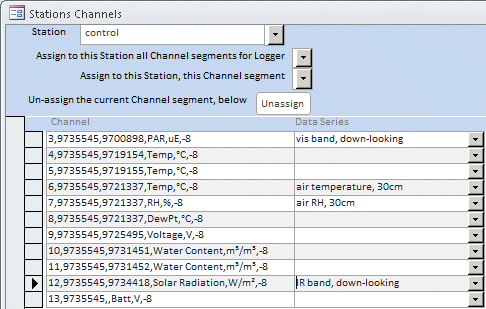 Stations Channels
Station control
Assign to this Station all Channel segments for Logger
Assign to this Station, this Channel segment
Un-assign the current Channel segment, below Unassign
Channel Data Series
3,9735545,9700898,PAR,uE,-8 vis band, down-looking
4,9735545,9719154,Temp,°C,-8
5,9735545,9719155,Temp,°C,-8
6,9735545,9721337,Temp,°C,-8 air temperature, 30cm
7,9735545,9721337,RH,%,-8 air RH, 30cm
8,9735545,9721337,DewPt,°C,-8
9,9735545,9725495,Voltage,V,-8
10,9735545,9731451,Water Content,m³/m³,-8
11,9735545,9731452,Water Content,m³/m³,-8
12,9735545,9734418,Solar Radiation,W/m²,-8 IR band, down-looking
13,9735545,,Batt,V,-8